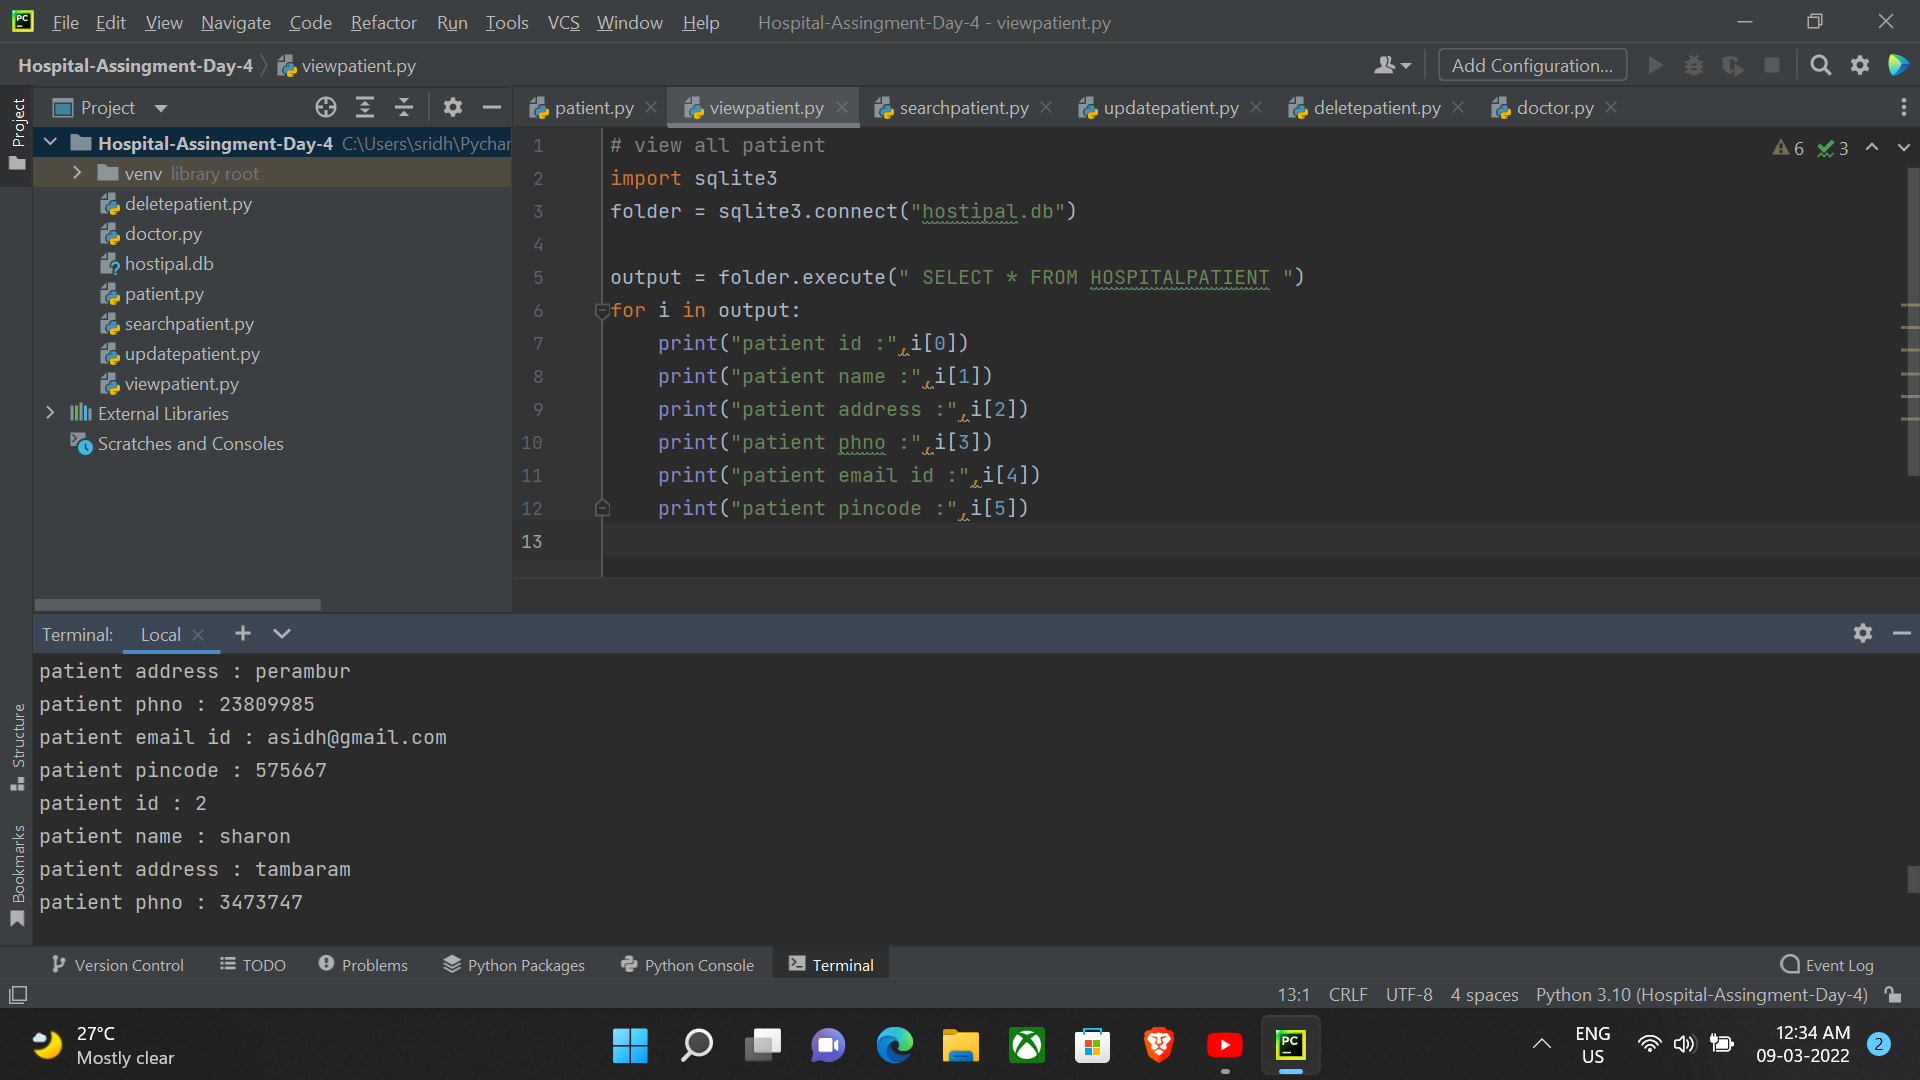 File Edit View Navigate Code Refactor Run Tools VCS Window Help Hospital-Assingment-Day-4 - viewpatient.py
Hospital-Assingment-Day-4 viewpatient.py Add Configuration...
Project
Project
patient.py viewpatient.py searchpatient.py updatepatient.py deletepatient.py doctor.py
Hospital-Assingment-Day-4 C:\Users\sridh\Pychar
venv library root
deletepatient.py
doctor.py
hostipal.db
patient.py
searchpatient.py
updatepatient.py
viewpatient.py
External Libraries
Scratches and Consoles
6 3
1 # view all patient
2 import sqlite3
3 folder = sqlite3.connect("hostipal.db")
4
5 output = folder.execute(" SELECT * FROM HOSPITALPATIENT ")
6 for i in output:
7 print("patient id :",i[0])
8 print("patient name :",i[1])
9 print("patient address :",i[2])
10 print("patient phno :",i[3])
11 print("patient email id :",i[4])
12 print("patient pincode :",i[5])
13
Terminal: Local
patient address : perambur
patient phno : 23809985
patient email id : asidh@gmail.com
patient pincode : 575667
patient id : 2
patient name : sharon
patient address : tambaram
patient phno : 3473747
Structure
Bookmarks
Version Control TODO Problems Python Packages Python Console Terminal Event Log
13:1 CRLF UTF-8 4 spaces Python 3.10 (Hospital-Assingment-Day-4)
27°C
Mostly clear
PC
ENG
US
12:34 AM
09-03-2022
2